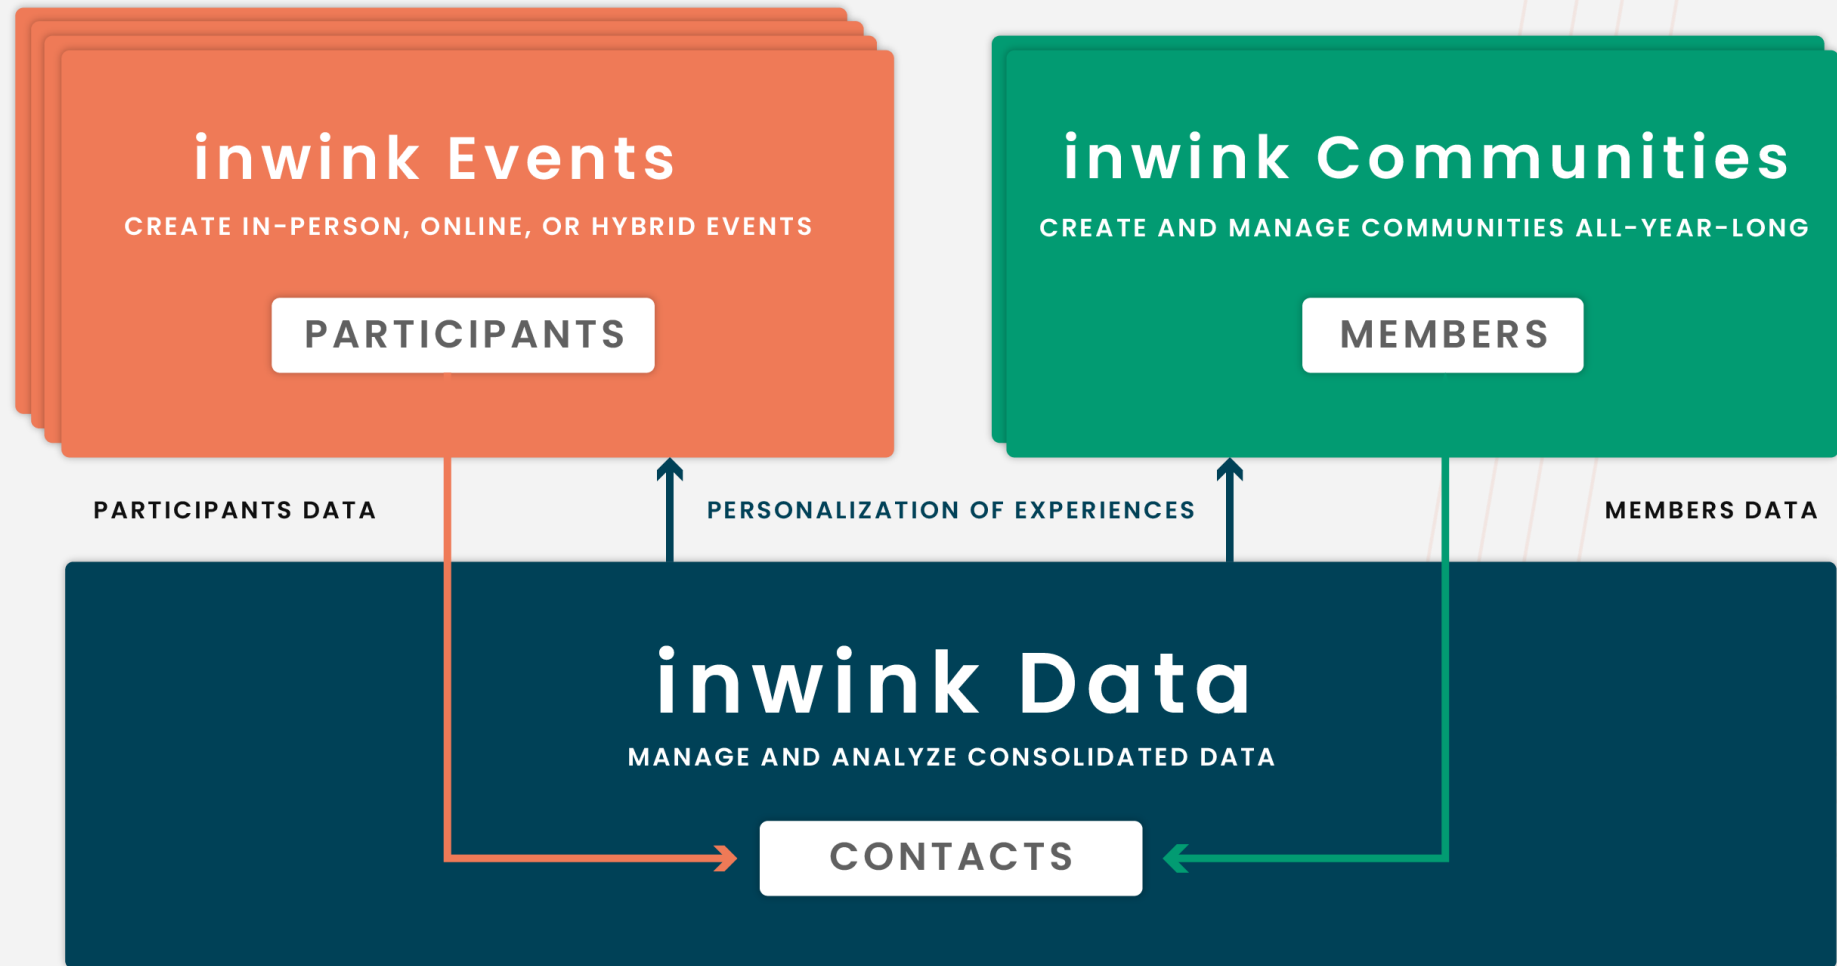 inwink Events
CREATE IN-PERSON, ONLINE, OR HYBRID EVENTS
PARTICIPANTS
inwink Communities
CREATE AND MANAGE COMMUNITIES ALL-YEAR-LONG
MEMBERS
PARTICIPANTS DATA
PERSONALIZATION OF EXPERIENCES
MEMBERS DATA
inwink Data
MANAGE AND ANALYZE CONSOLIDATED DATA
CONTACTS